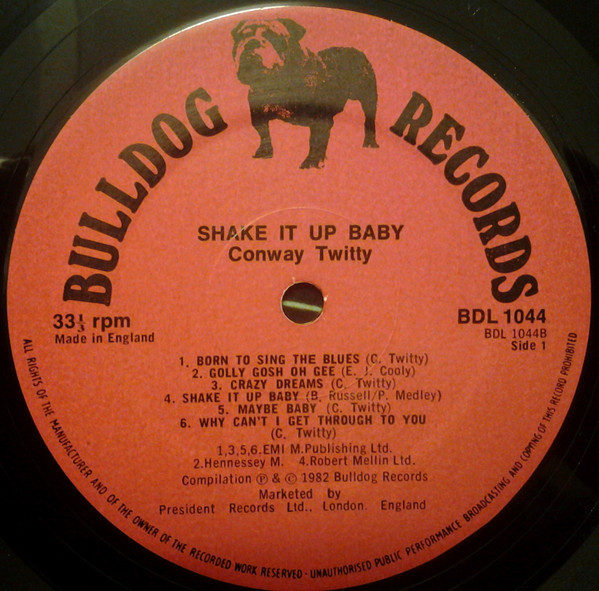 BULLDOG RECORDS
SHAKE IT UP BABY
Conway Twitty
33⅓ rpm
Made in England
BDL 1044
BDL 1044B
Side 1
1. BORN TO SING THE BLUES (C. Twitty)
2. GOLLY GOSH OH GEE (E. J. Cooly)
3. CRAZY DREAMS (C. Twitty)
4. SHAKE IT UP BABY (B, Russell/P. Medley)
5. MAYBE BABY (C. Twitty)
6. WHY CAN'T I GET THROUGH TO YOU
(C. Twitty)
1,3,5,6.EMI M.Publishing Ltd.
2.Hennessey M. 4.Robert Mellin Ltd.
Compilation ℗ & © 1982 Bulldog Records
Marketed by
President Records Ltd., London. England
ALL RIGHTS OF THE MANUFACTURER AND OF THE OWNER OF THE RECORDED WORK RESERVED - UNAUTHORISED PUBLIC PERFORMANCE BROADCASTING AND COPYING OF THIS RECORD PROHIBITED